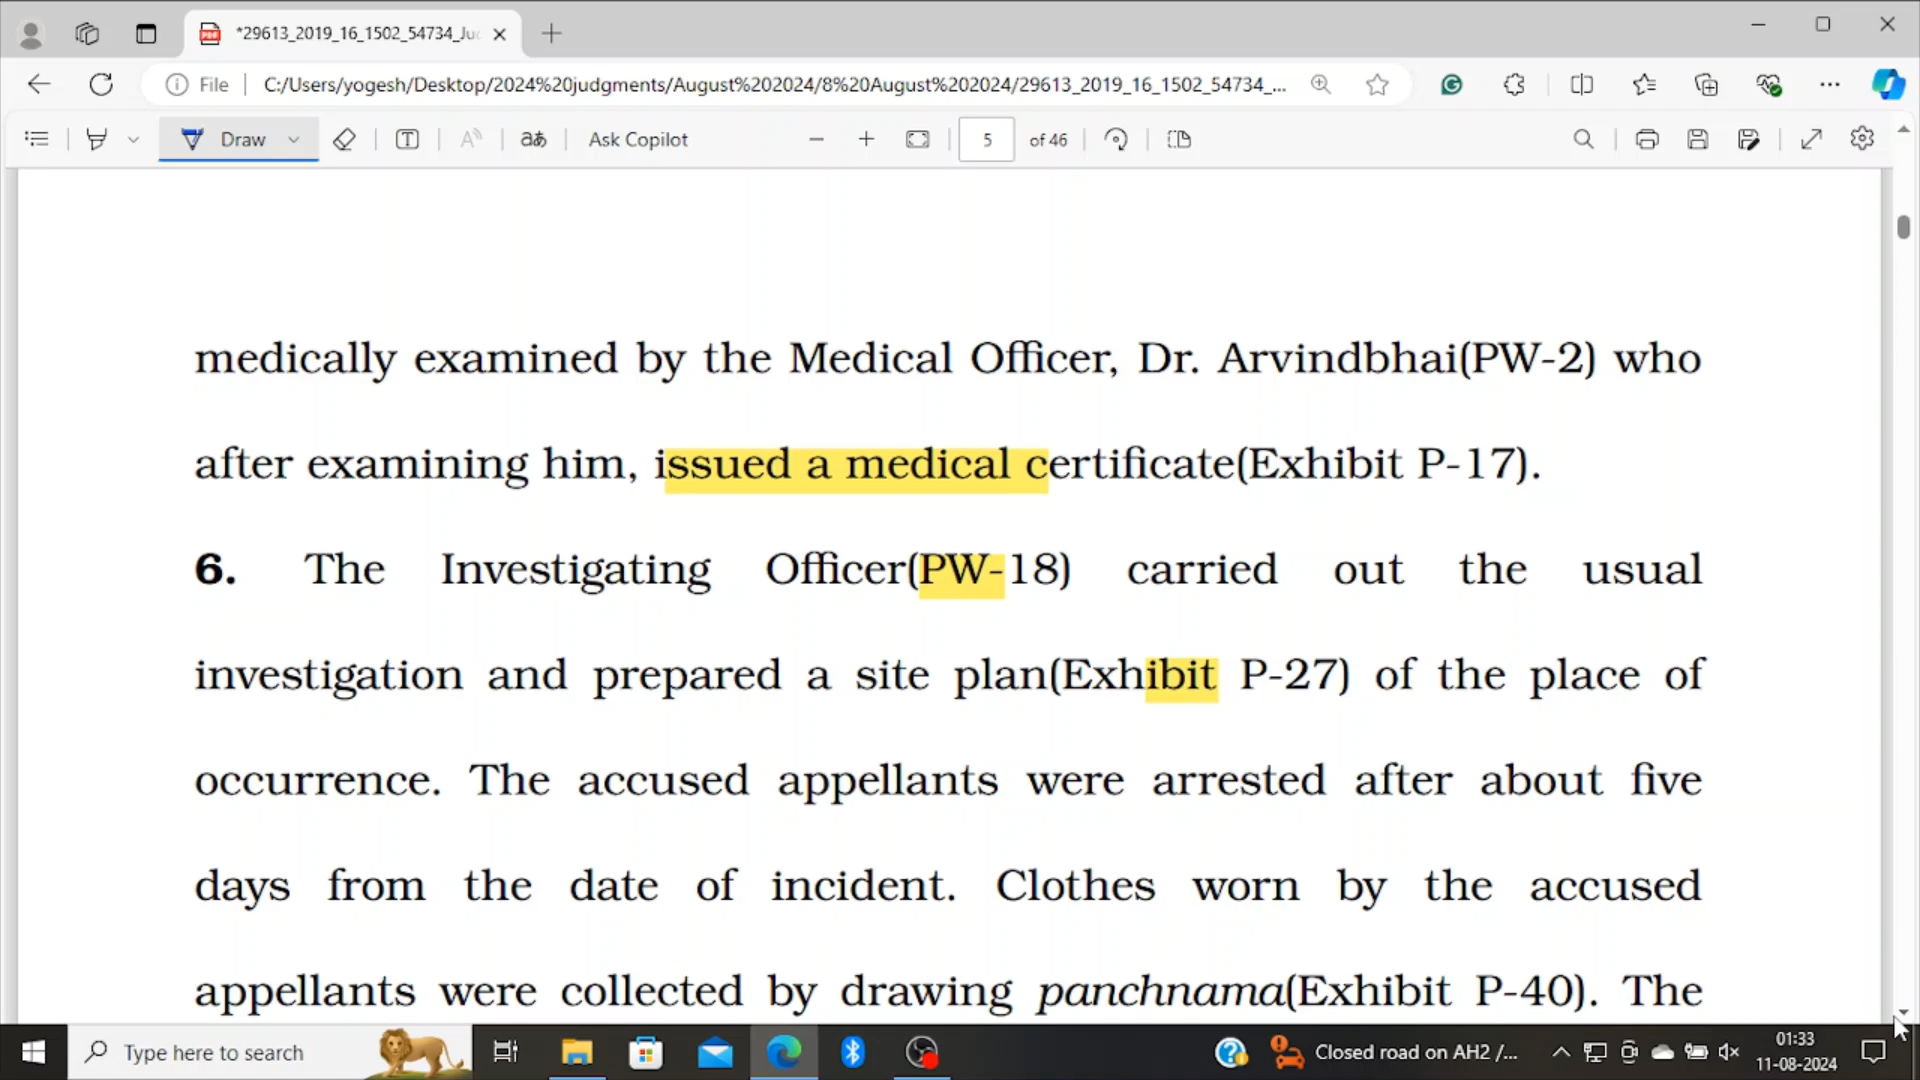 *29613_2019_16_1502_54734_Ju
File
C:/Users/yogesh/Desktop/2024%20judgments/August%202024/8%20August%202024/29613_2019_16_1502_54734_...
Draw
Ask Copilot
5 of 46
medically examined by the Medical Officer, Dr. Arvindbhai(PW-2) who
after examining him, issued a medical certificate(Exhibit P-17).
6. The Investigating Officer(PW-18) carried out the usual
investigation and prepared a site plan(Exhibit P-27) of the place of
occurrence. The accused appellants were arrested after about five
days from the date of incident. Clothes worn by the accused
appellants were collected by drawing panchnama(Exhibit P-40). The
Type here to search
Closed road on AH2 /...
01:33
11-08-2024